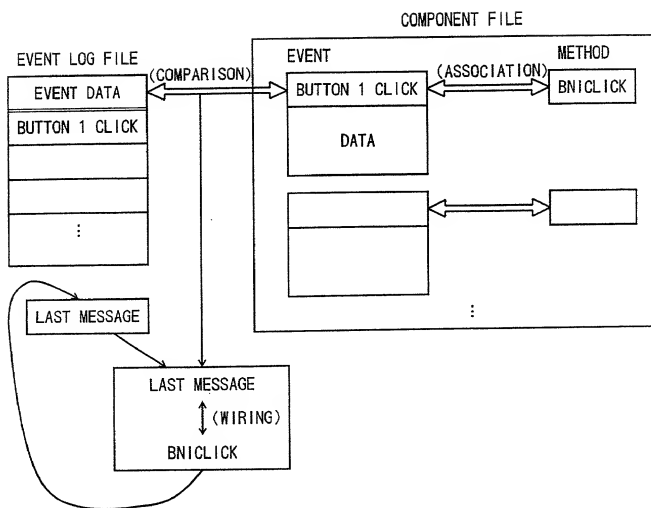 COMPONENT FILE
EVENT LOG FILE
(COMPARISON)
EVENT
(ASSOCIATION)
METHOD
EVENT DATA
BUTTON 1 CLICK
BNICLICK
BUTTON 1 CLICK
DATA
⋮
LAST MESSAGE
⋮
LAST MESSAGE
(WIRING)
BNICLICK